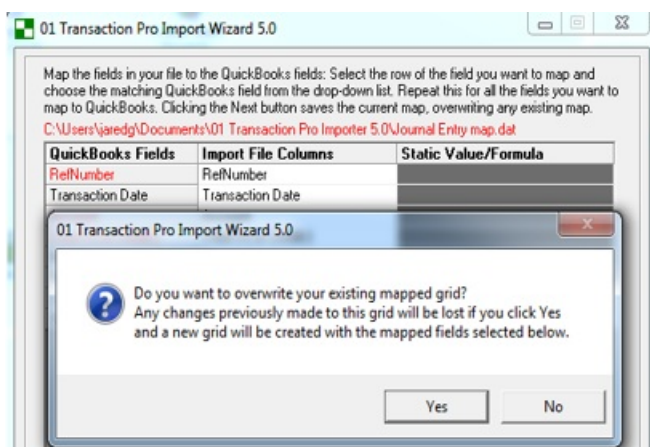 01 Transaction Pro Import Wizard 5.0
Map the fields in your file to the QuickBooks fields: Select the row of the field you want to map and
choose the matching QuickBooks field from the drop-down list. Repeat this for all the fields you want to
map to QuickBooks. Clicking the Next button saves the current map, overwriting any existing map.
C:\Users\jaredg\Documents\01 Transaction Pro Importer 5.0\Journal Entry map.dat
QuickBooks Fields Import File Columns Static Value/Formula
RefNumber RefNumber
Transaction Date Transaction Date
01 Transaction Pro Import Wizard 5.0
Do you want to overwrite your existing mapped grid?
Any changes previously made to this grid will be lost if you click Yes
and a new grid will be created with the mapped fields selected below.
Yes No